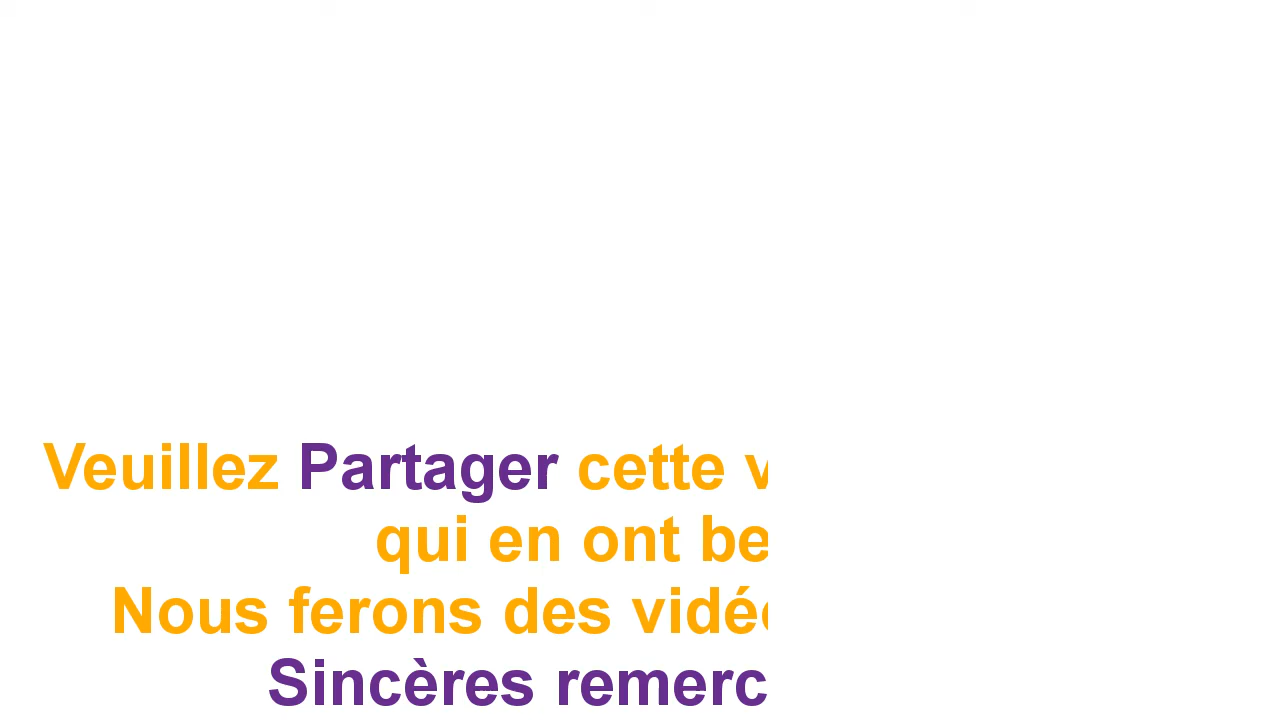 Veuillez Partager cette
qui en ont
Nous ferons des
Sincères